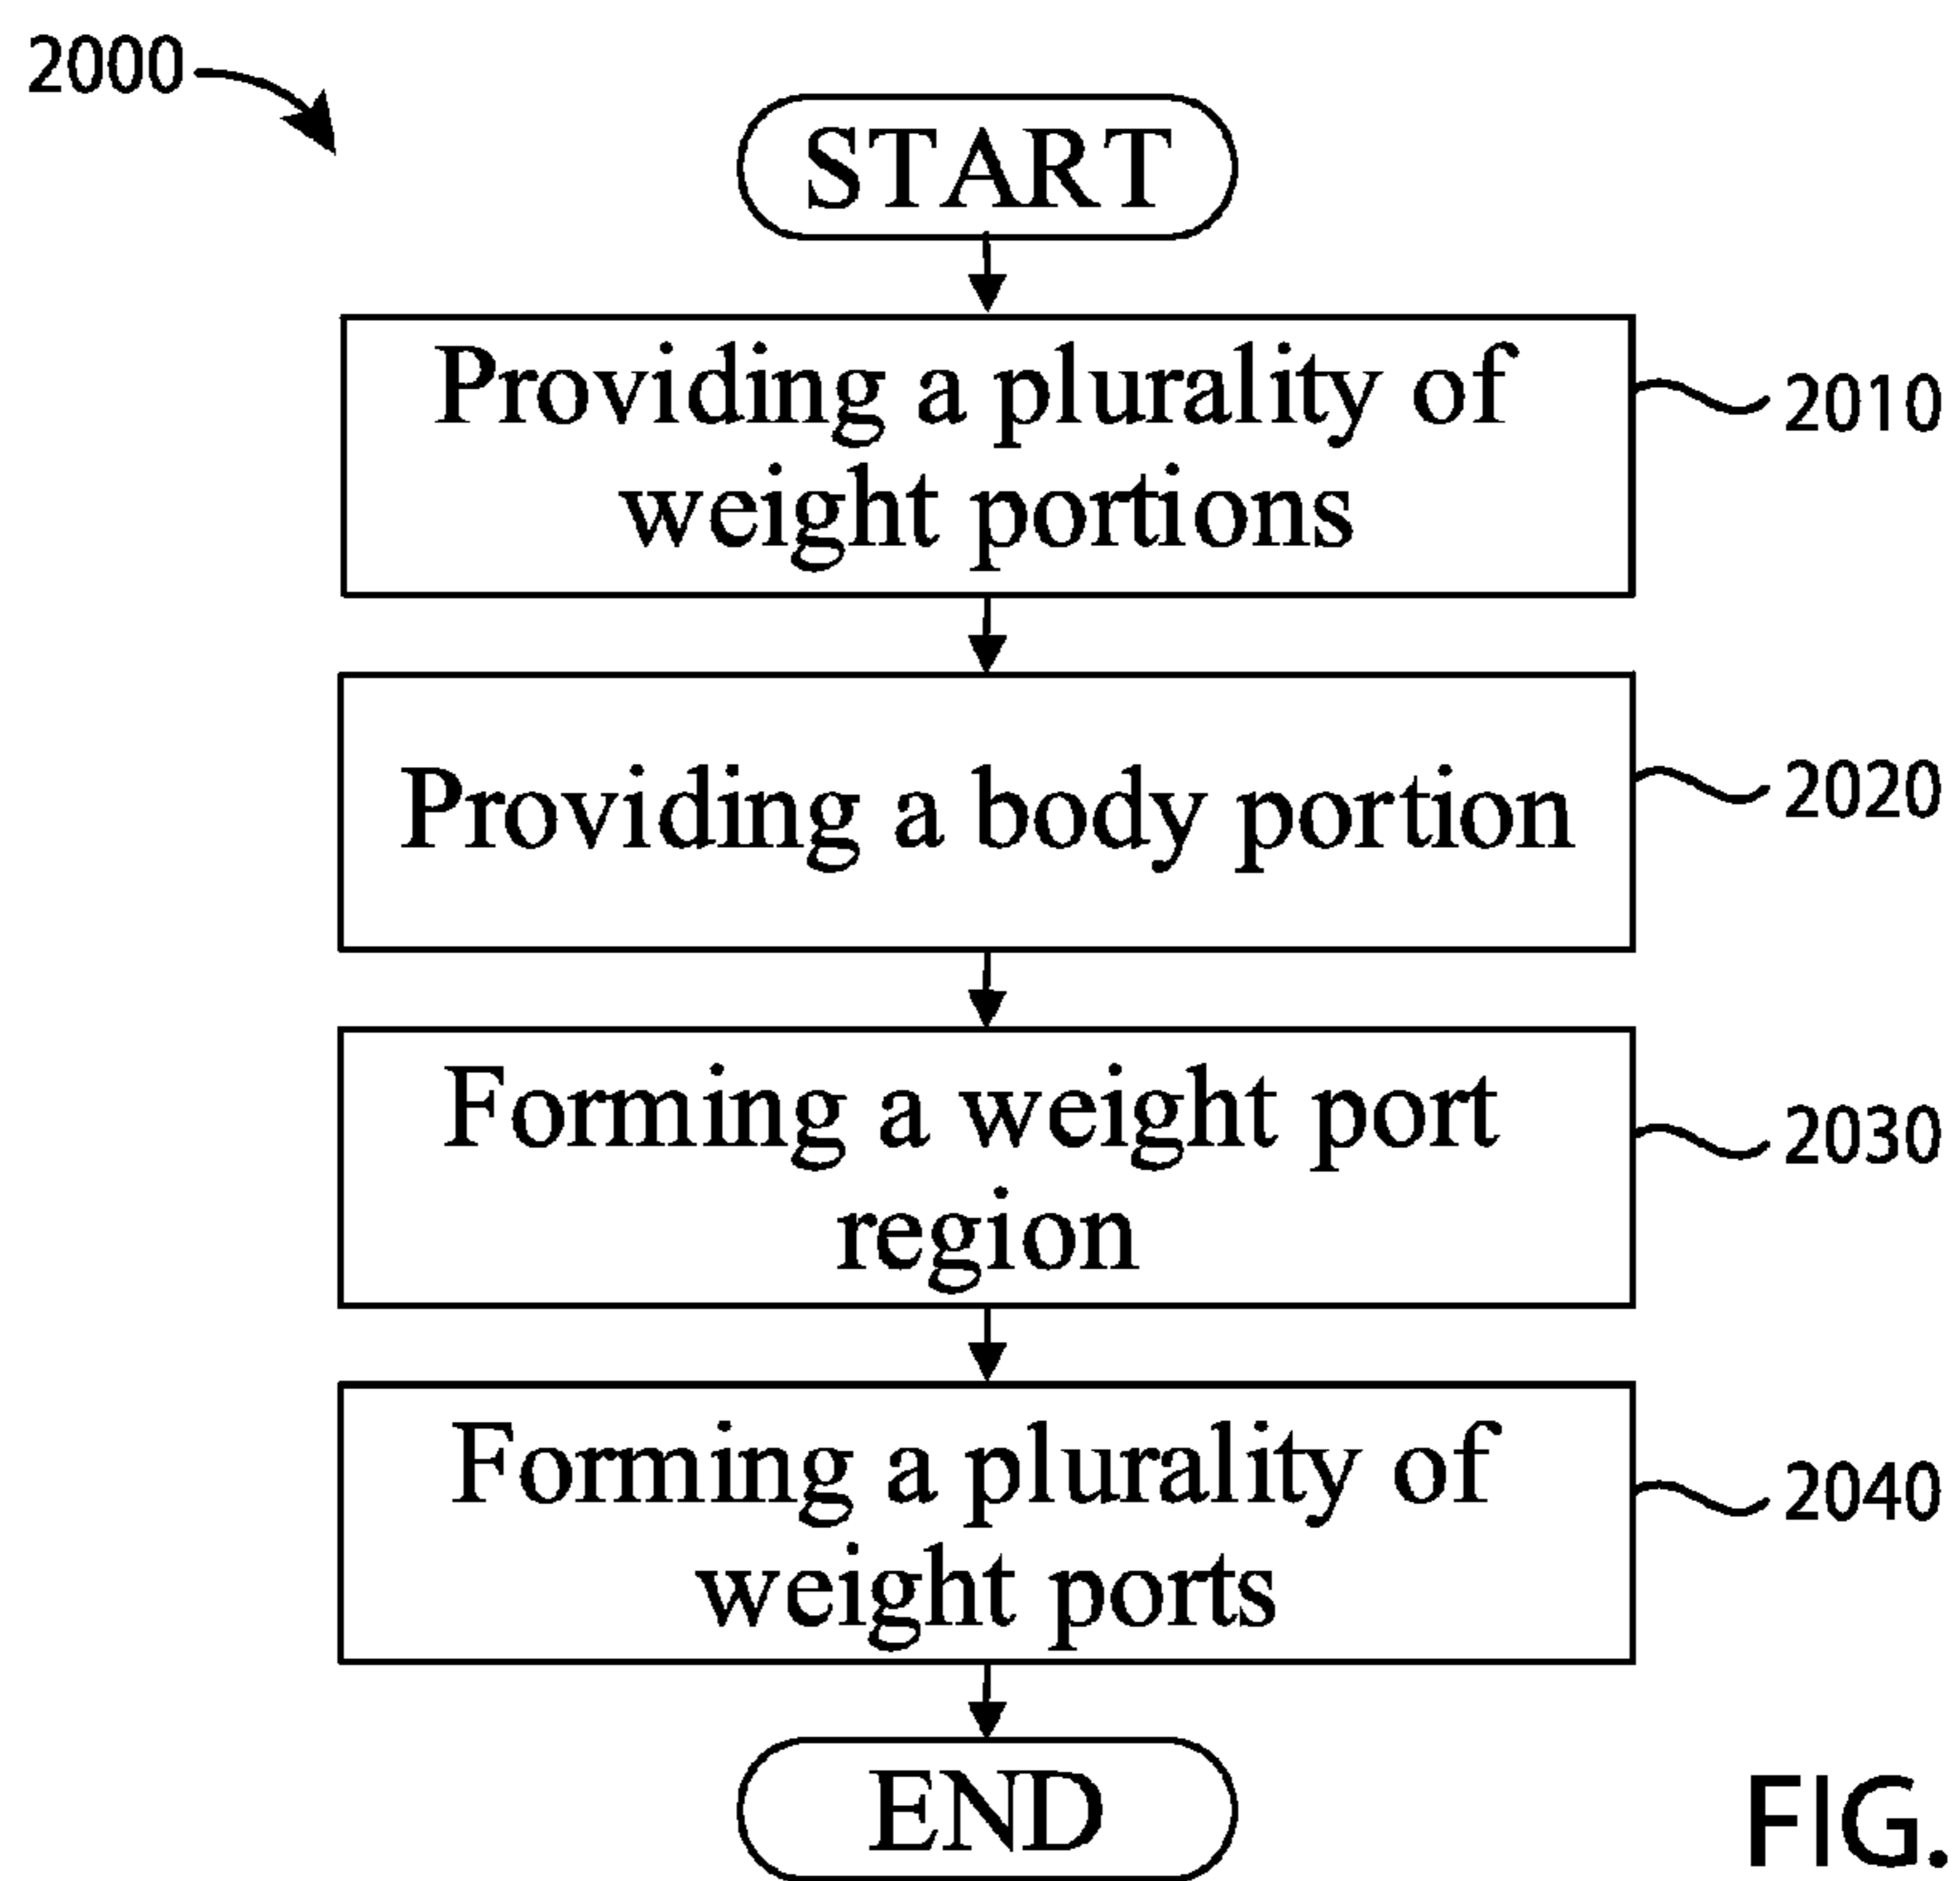 2000
START
Providing a plurality of
weight portions
2010
Providing a body portion
2020
Forming a weight port
region
2030
Forming a plurality of
weight ports
2040
END
FIG.